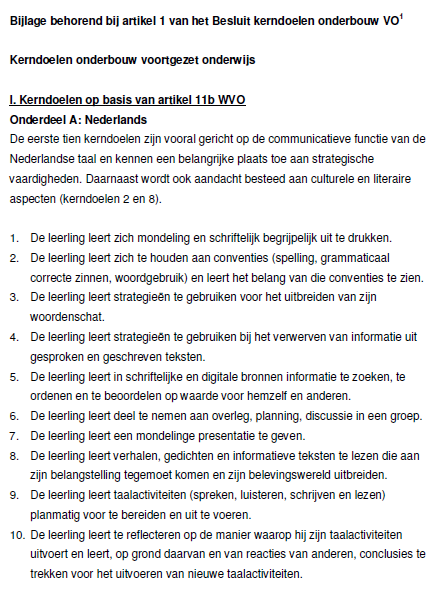 Bijlage behorend bij artikel 1 van het Besluit kerndoelen onderbouw VO¹
Kerndoelen onderbouw voortgezet onderwijs
I. Kerndoelen op basis van artikel 11b WVO
Onderdeel A: Nederlands
De eerste tien kerndoelen zijn vooral gericht op de communicatieve functie van de
Nederlandse taal en kennen een belangrijke plaats toe aan strategische
vaardigheden. Daarnaast wordt ook aandacht besteed aan culturele en literaire
aspecten (kerndoelen 2 en 8).
1. De leerling leert zich mondeling en schriftelijk begrijpelijk uit te drukken.
2. De leerling leert zich te houden aan conventies (spelling, grammaticaal
correcte zinnen, woordgebruik) en leert het belang van die conventies te zien.
3. De leerling leert strategieën te gebruiken voor het uitbreiden van zijn
woordenschat.
4. De leerling leert strategieën te gebruiken bij het verwerven van informatie uit
gesproken en geschreven teksten.
5. De leerling leert in schriftelijke en digitale bronnen informatie te zoeken, te
ordenen en te beoordelen op waarde voor hemzelf en anderen.
6. De leerling leert deel te nemen aan overleg, planning, discussie in een groep.
7. De leerling leert een mondelinge presentatie te geven.
8. De leerling leert verhalen, gedichten en informatieve teksten te lezen die aan
zijn belangstelling tegemoet komen en zijn belevingswereld uitbreiden.
9. De leerling leert taalactiviteiten (spreken, luisteren, schrijven en lezen)
planmatig voor te bereiden en uit te voeren.
10. De leerling leert te reflecteren op de manier waarop hij zijn taalactiviteiten
uitvoert en leert, op grond daarvan en van reacties van anderen, conclusies te
trekken voor het uitvoeren van nieuwe taalactiviteiten.